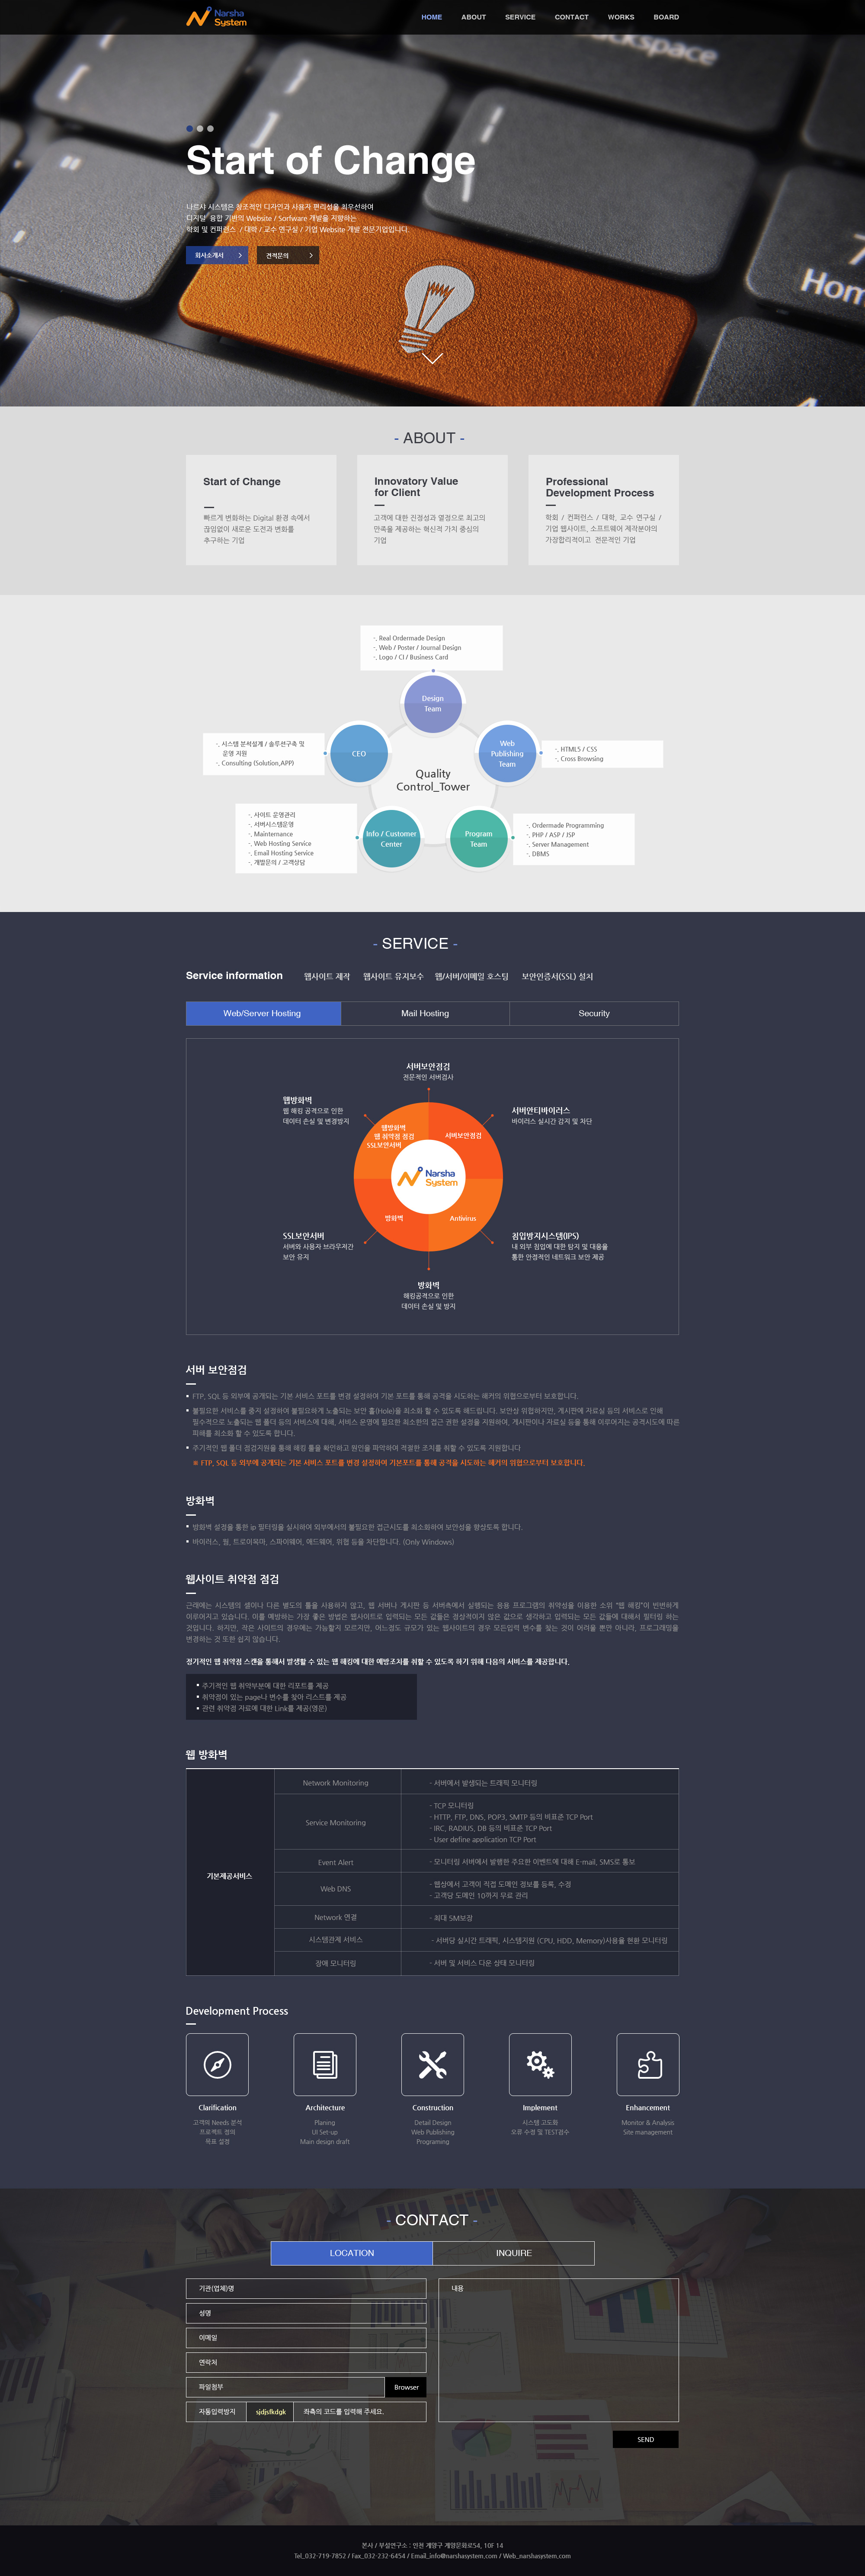 Narsha
System
HOME ABOUT SERVICE CONTACT WORKS BOARD
Start of Change
나르샤 시스템은 창조적인 디자인과 사용자 편리성을 최우선하여
디지털 융합 기반의 Website / Sorfware 개발을 지향하는
학회 및 컨퍼런스 / 대학 / 교수 연구실 / 기업 Website 개발 전문기업입니다.
회사소개서
견적문의
Home
- ABOUT -
Start of Change
빠르게 변화하는 Digital 환경 속에서
끊임없이 새로운 도전과 변화를
추구하는 기업
Innovatory Value
for Client
고객에 대한 진정성과 열정으로 최고의
만족을 제공하는 혁신적 가치 중심의
기업
Professional
Development Process
학회 / 컨퍼런스 / 대학, 교수 연구실 /
기업 웹사이트, 소프트웨어 제작분야의
가장합리적이고 전문적인 기업
-. Real Ordermade Design
-. Web / Poster / Journal Design
-. Logo / CI / Business Card
Design
Team
-. 시스템 분석설계 / 솔루션구축 및
운영 지원
-. Consulting (Solution,APP)
CEO
Web
Publishing
Team
-. HTML5 / CSS
-. Cross Browsing
Quality
Control_Tower
-. 사이트 운영관리
-. 서버시스템운영
-. Mainternance
-. Web Hosting Service
-. Email Hosting Service
-. 개발문의 / 고객상담
Info / Customer
Center
Program
Team
-. Ordermade Programming
-. PHP / ASP / JSP
-. Server Management
-. DBMS
- SERVICE -
Service information 웹사이트 제작 웹사이트 유지보수 웹/서버/이메일 호스팅 보안인증서(SSL) 설치
Web/Server Hosting Mail Hosting Security
서버보안점검
전문적인 서버검사
웹방화벽
웹 해킹 공격으로 인한
데이터 손실 및 변경방지
서버안티바이러스
바이러스 실시간 감지 및 차단
웹방화벽
웹 취약점 점검
SSL보안서버
서버보안점검
Narsha
System
방화벽
Antivirus
SSL보안서버
서버와 사용자 브라우저간
보안 유지
침입방지시스템(IPS)
내 외부 침입에 대한 탐지 및 대응을
통한 안정적인 네트워크 보안 제공
방화벽
해킹공격으로 인한
데이터 손실 및 방지
서버 보안점검
FTP, SQL 등 외부에 공개되는 기본 서비스 포트를 변경 설정하여 기본 포트를 통해 공격을 시도하는 해커의 위협으로부터 보호합니다.
불필요한 서비스를 중지 설정하여 불필요하게 노출되는 보안 홀(Hole)을 최소화 할 수 있도록 해드립니다. 보안상 위험하지만, 게시판에 자료실 등의 서비스로 인해
필수적으로 노출되는 웹 폴더 등의 서비스에 대해, 서비스 운영에 필요한 최소한의 접근 권한 설정을 지원하여, 게시판이나 자료실 등을 통해 이루어지는 공격시도에 따른
피해를 최소화 할 수 있도록 합니다.
주기적인 웹 폴더 점검지원을 통해 해킹 툴을 확인하고 원인을 파악하여 적절한 조치를 취할 수 있도록 지원합니다
※ FTP, SQL 등 외부에 공개되는 기본 서비스 포트를 변경 설정하여 기본포트를 통해 공격을 시도하는 해커의 위협으로부터 보호합니다.
방화벽
방화벽 설정을 통한 ip 필터링을 실시하여 외부에서의 불필요한 접근시도를 최소화하여 보안성을 향상토록 합니다.
바이러스, 웜, 트로이목마, 스파이웨어, 애드웨어, 위협 등을 차단합니다. (Only Windows)
웹사이트 취약점 점검
근래에는 시스템의 셸이나 다른 별도의 툴을 사용하지 않고, 웹 서버나 게시판 등 서버측에서 실행되는 응용 프로그램의 취약성을 이용한 소위 "웹 해킹"이 빈번하게
이루어지고 있습니다. 이를 예방하는 가장 좋은 방법은 웹사이트로 입력되는 모든 값들은 정상적이지 않은 값으로 생각하고 입력되는 모든 값들에 대해서 필터링 하는
것입니다. 하지만, 작은 사이트의 경우에는 가능할지 모르지만, 어느정도 규모가 있는 웹사이트의 경우 모든입력 변수를 찾는 것이 어려울 뿐만 아니라, 프로그래밍을
변경하는 것 또한 쉽지 않습니다.
정기적인 웹 취약점 스캔을 통해서 발생할 수 있는 웹 해킹에 대한 예방조치를 취할 수 있도록 하기 위해 다음의 서비스를 제공합니다.
주기적인 웹 취약부분에 대한 리포트를 제공
취약점이 있는 page나 변수를 찾아 리스트를 제공
관련 취약점 자료에 대한 Link를 제공(영문)
웹 방화벽
기본제공서비스
Network Monitoring - 서버에서 발생되는 트래픽 모니터링
Service Monitoring
- TCP 모니터링
- HTTP, FTP, DNS, POP3, SMTP 등의 비표준 TCP Port
- IRC, RADIUS, DB 등의 비표준 TCP Port
- User define application TCP Port
Event Alert - 모니터링 서버에서 발행한 주요한 이벤트에 대해 E-mail, SMS로 통보
Web DNS
- 웹상에서 고객이 직접 도메인 정보를 등록, 수정
- 고객당 도메인 10까지 무료 관리
Network 연결 - 최대 5M보장
시스템관제 서비스 - 서버당 실시간 트래픽, 시스템자원 (CPU, HDD, Memory)사용율 현황 모니터링
장애 모니터링 - 서버 및 서비스 다운 상태 모니터링
Development Process
Clarification
고객의 Needs 분석
프로젝트 정의
목표 설정
Architecture
Planing
UI Set-up
Main design draft
Construction
Detail Design
Web Publishing
Programing
Implement
시스템 고도화
오류 수정 및 TEST검수
Enhancement
Monitor & Analysis
Site management
- CONTACT -
LOCATION INQUIRE
기관(업체)명
성명
이메일
연락처
파일첨부 Browser
자동입력방지 sjdjsfkdgk 좌측의 코드를 입력해 주세요.
내용
SEND
본사 / 부설연구소 : 인천 계양구 계양문화로54, 10F 14
Tel_032-719-7852 / Fax_032-232-6454 / Email_info@narshasystem.com / Web_narshasystem.com